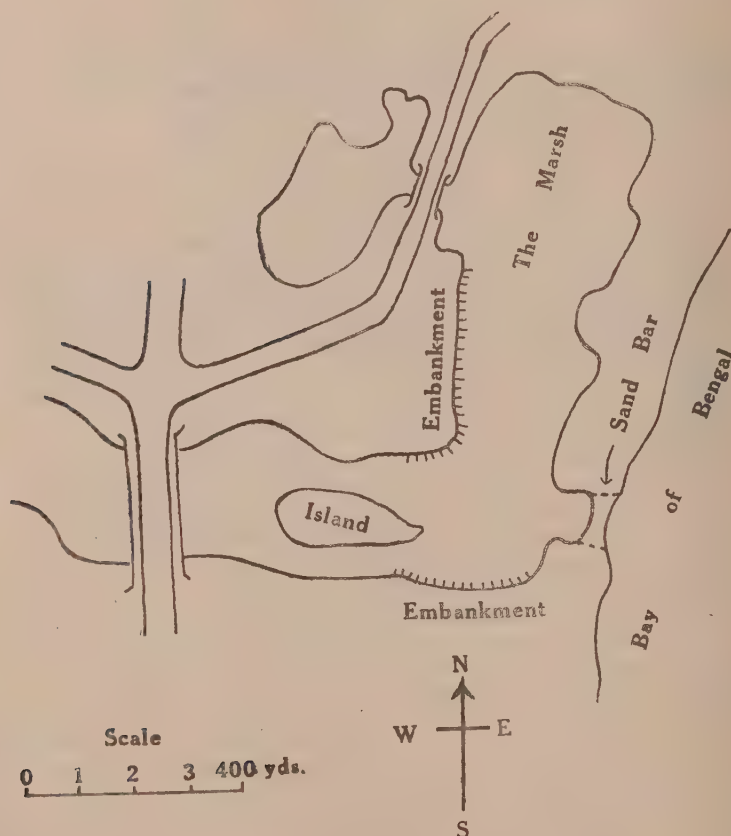 The Marsh
Embankment
Sand Bar
Bay of Bengal
Island
Embankment
N
W E
S
Scale
0 1 2 3 400 yds.